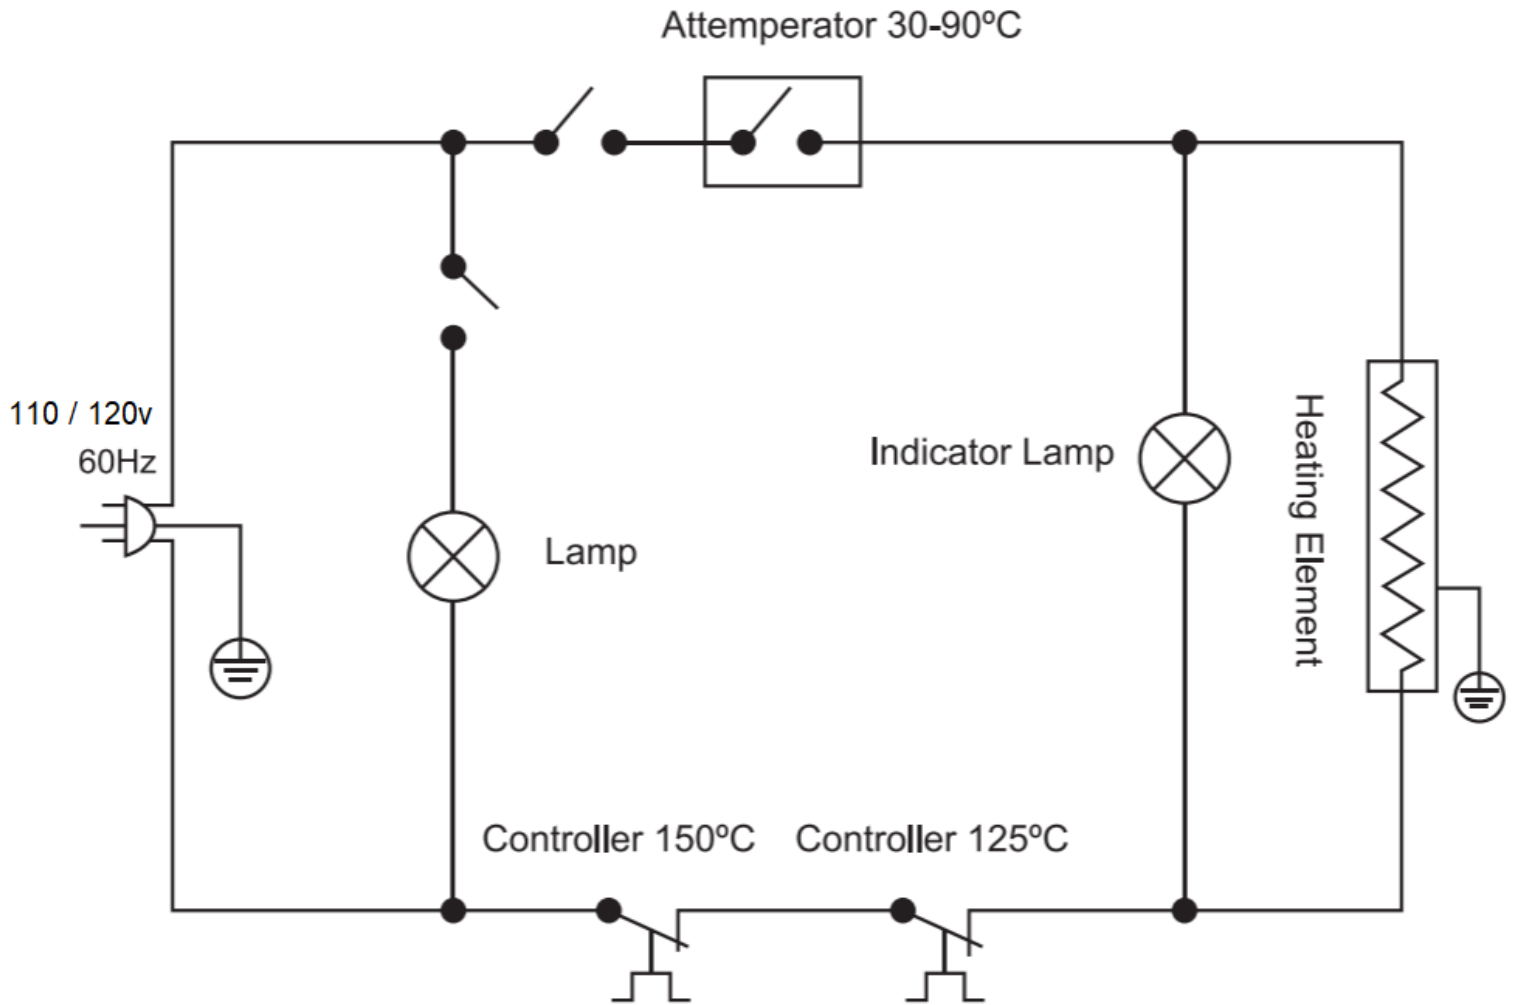 Attemperator 30-90ºC
110 / 120v
60Hz
Indicator Lamp
Heating Element
Lamp
Controller 150ºC
Controller 125ºC